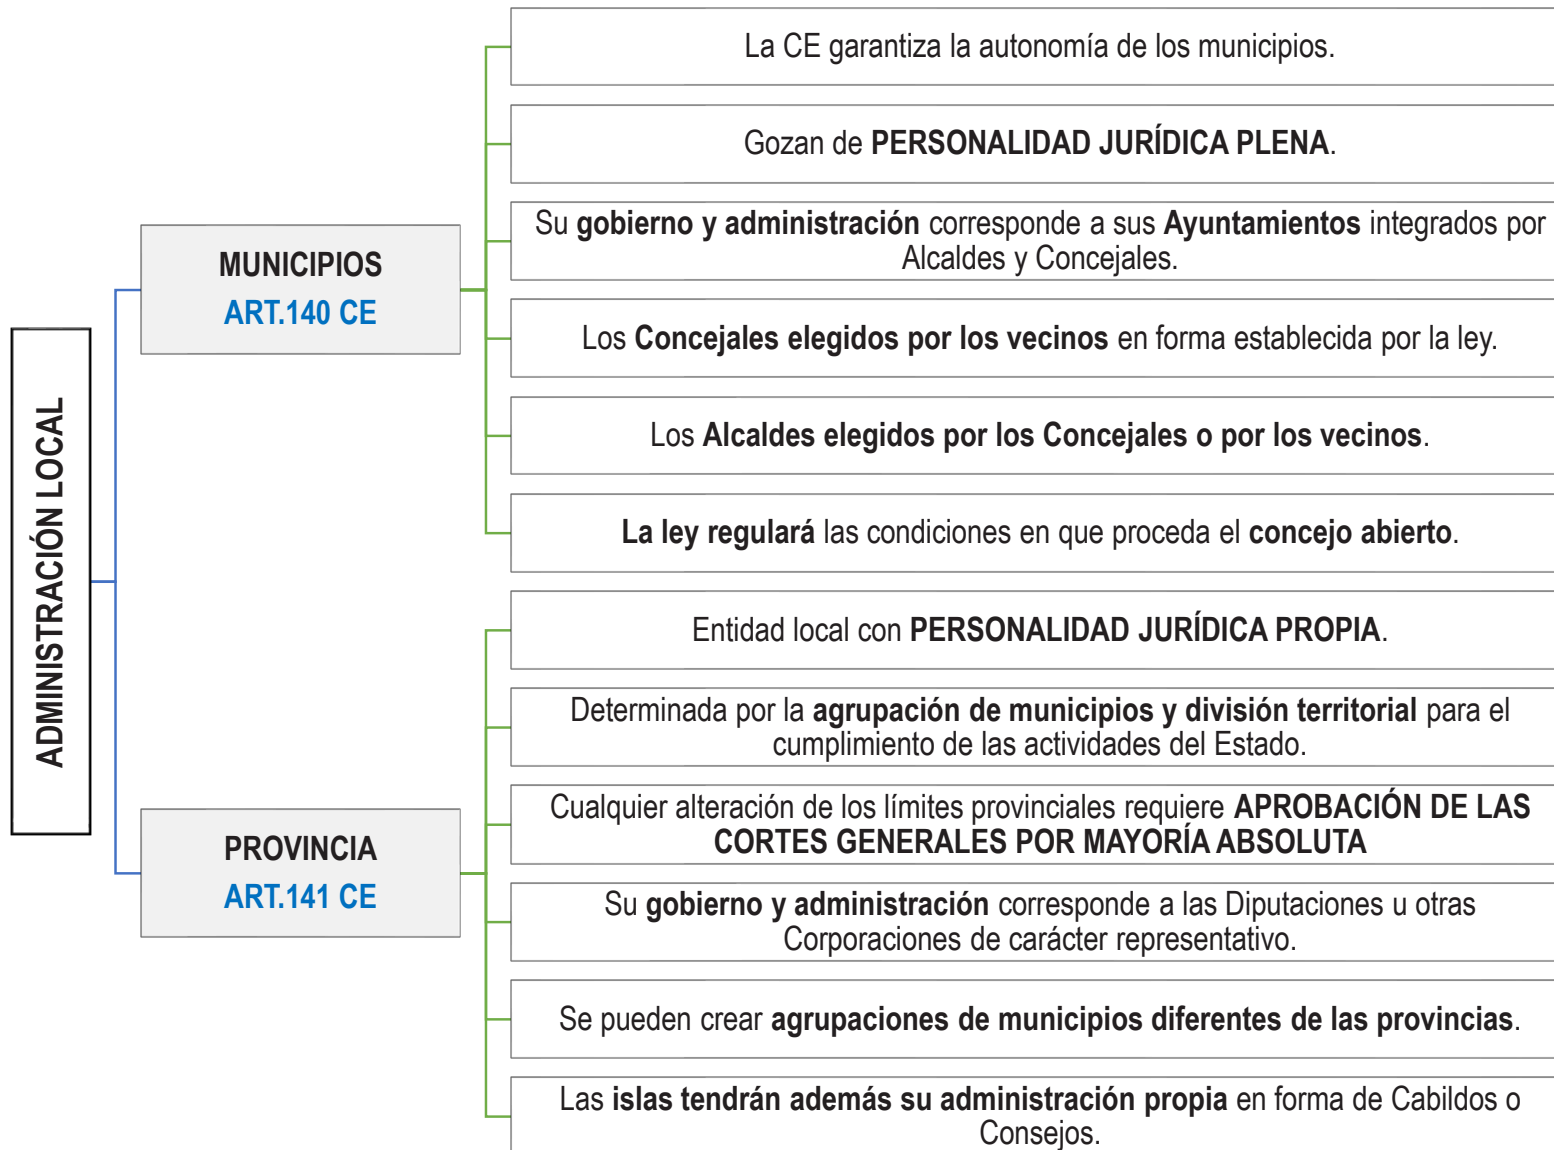 ADMINISTRACIÓN LOCAL
MUNICIPIOS
ART.140 CE
La CE garantiza la autonomía de los municipios.
Gozan de PERSONALIDAD JURÍDICA PLENA.
Su gobierno y administración corresponde a sus Ayuntamientos integrados por
Alcaldes y Concejales.
Los Concejales elegidos por los vecinos en forma establecida por la ley.
Los Alcaldes elegidos por los Concejales o por los vecinos.
La ley regulará las condiciones en que proceda el concejo abierto.
PROVINCIA
ART.141 CE
Entidad local con PERSONALIDAD JURÍDICA PROPIA.
Determinada por la agrupación de municipios y división territorial para el
cumplimiento de las actividades del Estado.
Cualquier alteración de los límites provinciales requiere APROBACIÓN DE LAS
CORTES GENERALES POR MAYORÍA ABSOLUTA
Su gobierno y administración corresponde a las Diputaciones u otras
Corporaciones de carácter representativo.
Se pueden crear agrupaciones de municipios diferentes de las provincias.
Las islas tendrán además su administración propia en forma de Cabildos o
Consejos.